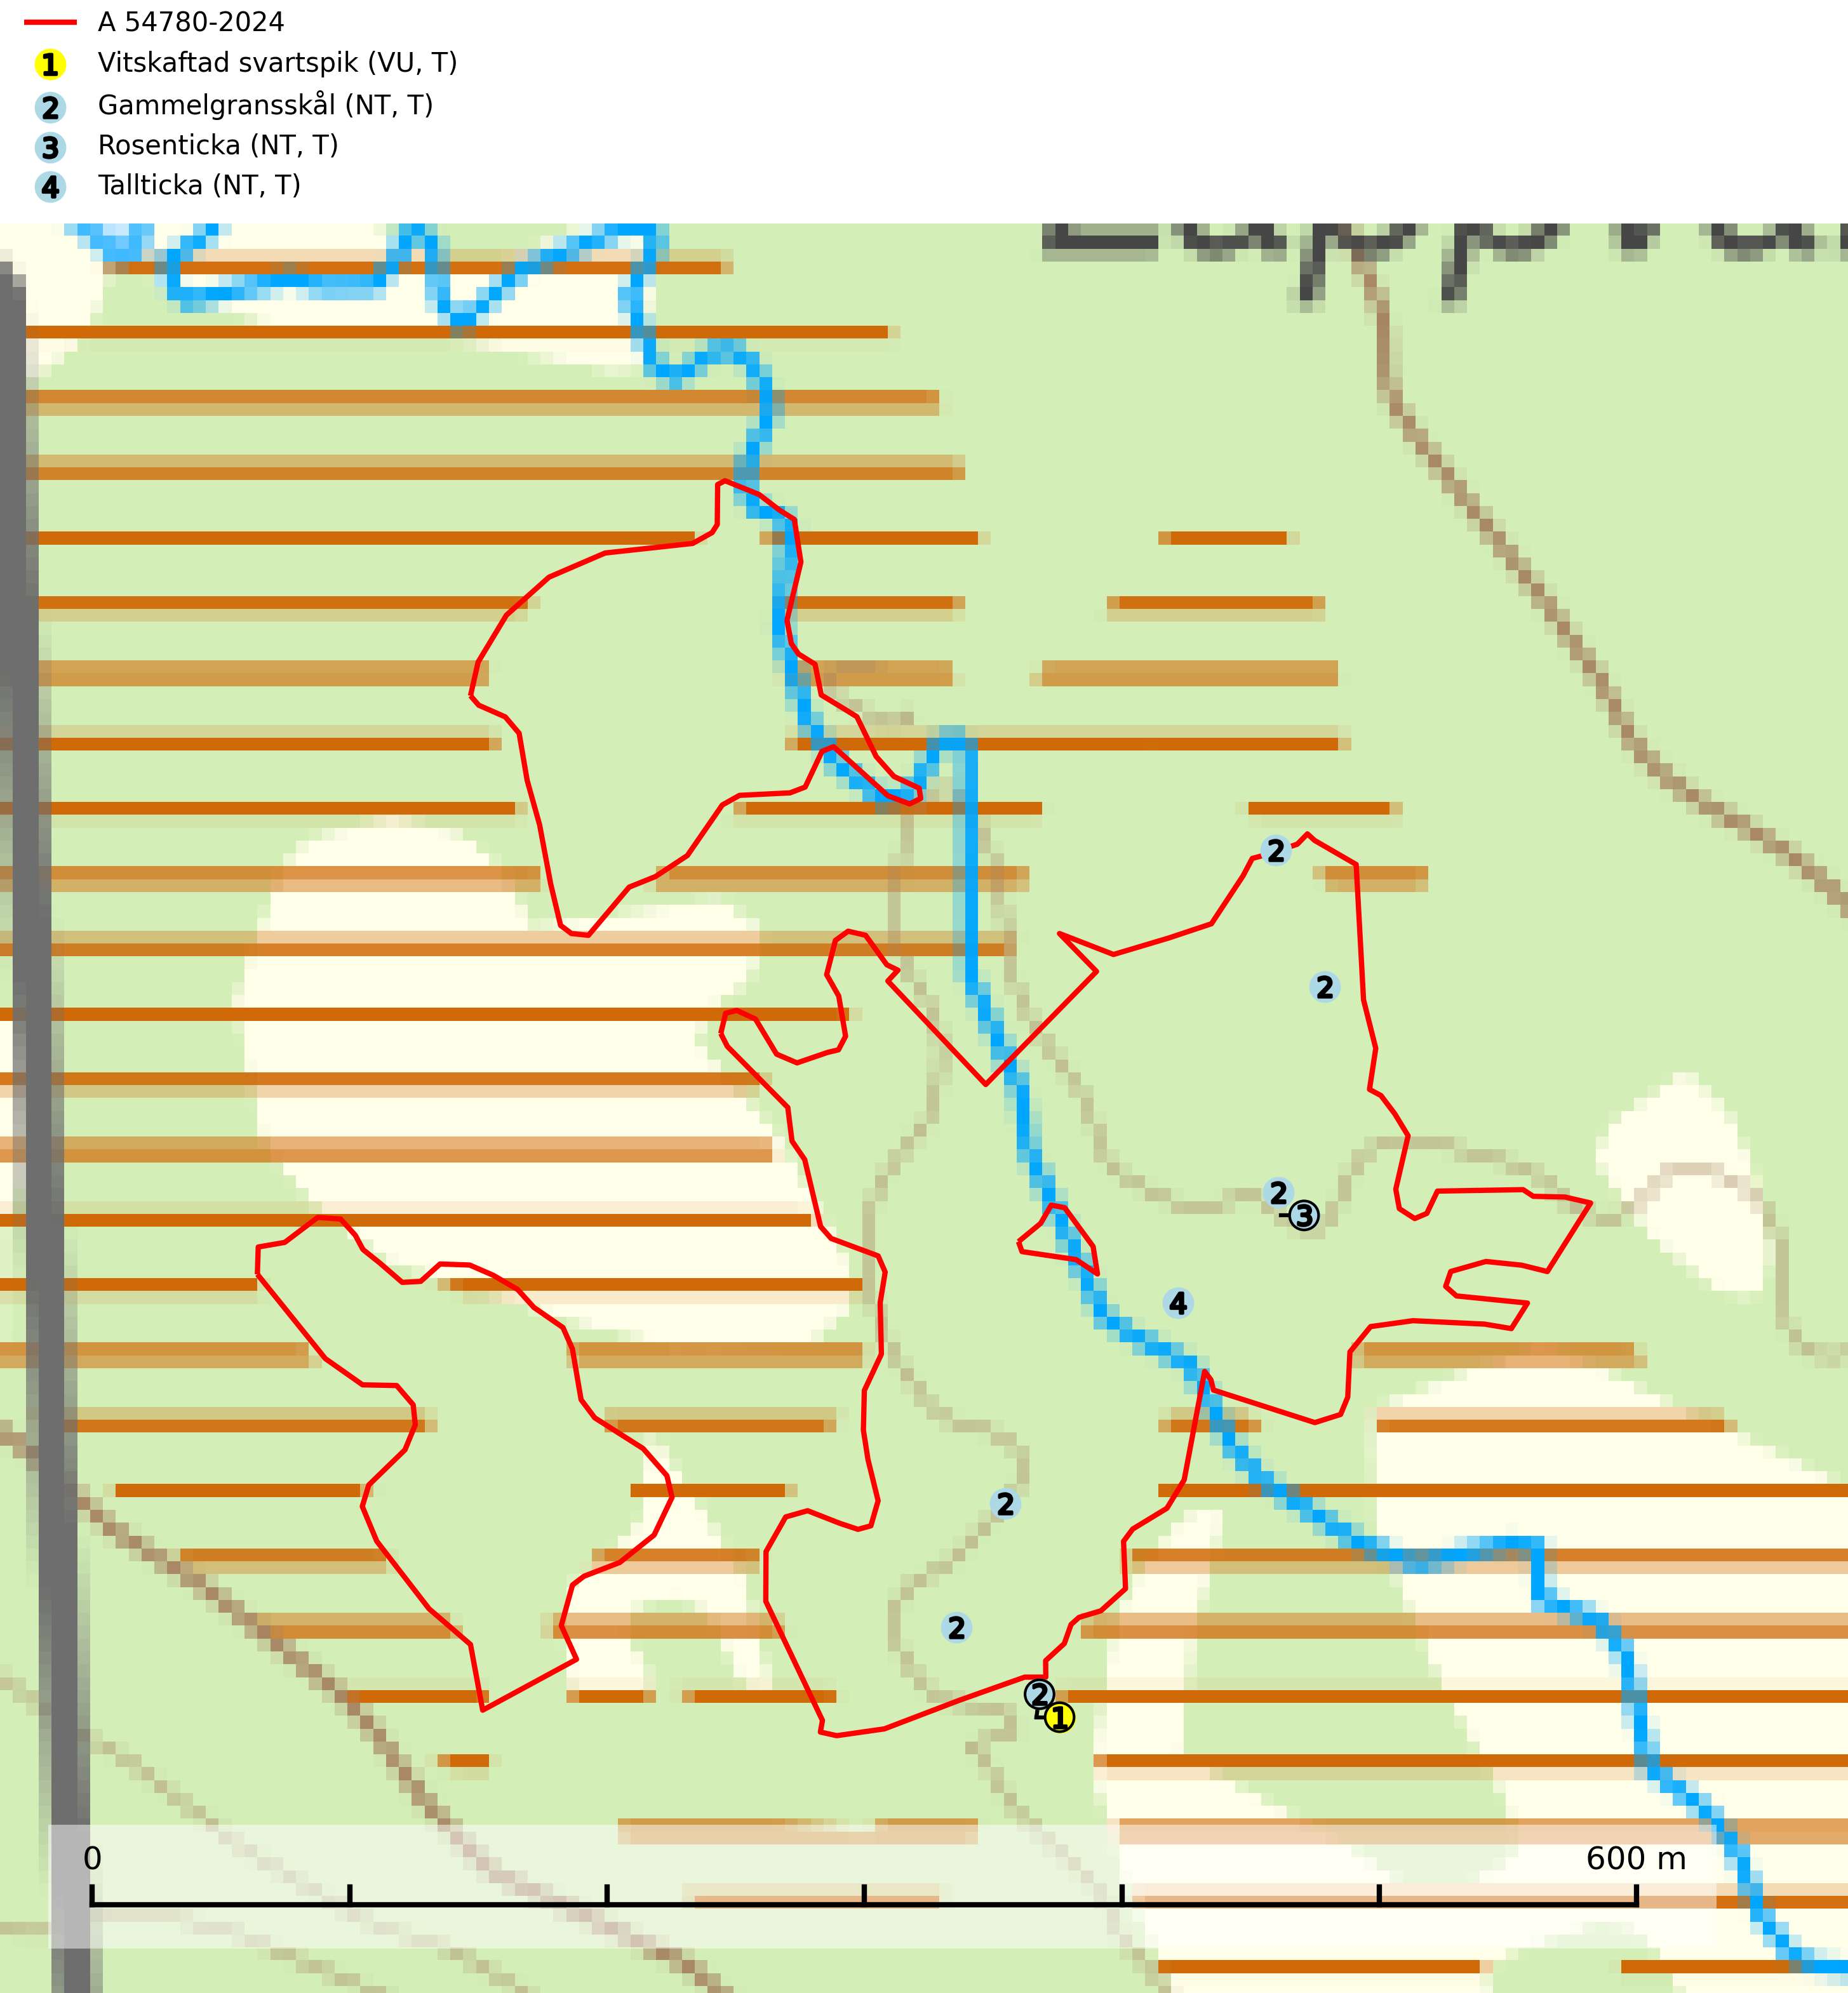 A 54780-2024
1 Vitskaftad svartspik (VU, T)
2 Gammelgransskål (NT, T)
3 Rosenticka (NT, T)
4 Tallticka (NT, T)
2
2
2
3
4
2
2
2
1
0 600 m